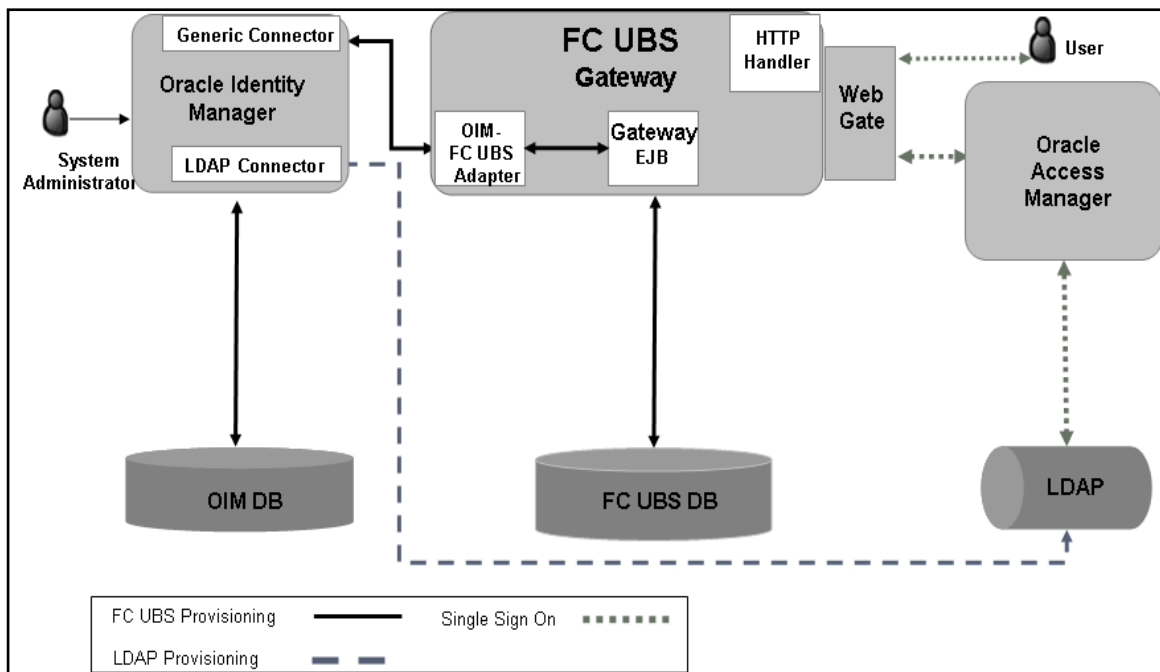 Generic Connector
Oracle Identity
Manager
LDAP Connector
System
Administrator
FC UBS
Gateway
HTTP
Handler
OIM-
FC UBS
Adapter
Gateway
EJB
Web
Gate
User
Oracle
Access
Manager
OIM DB
FC UBS DB
LDAP
FC UBS Provisioning
Single Sign On
LDAP Provisioning